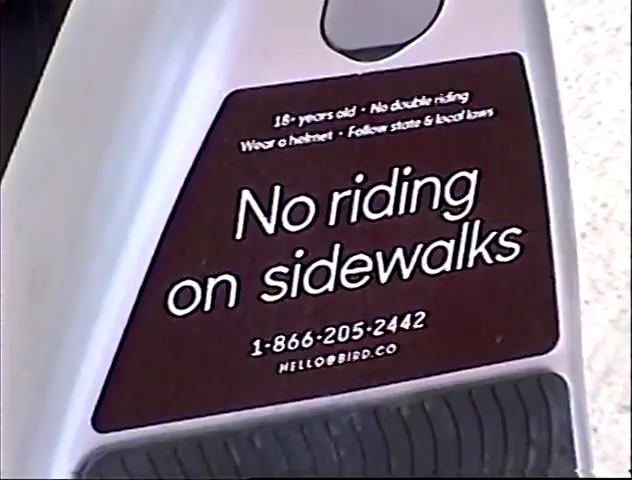 18+ years old • No double riding
Wear a helmet • Follow state & local laws
No riding
on sidewalks
1-866-205-2442
HELLO@BIRD.CO